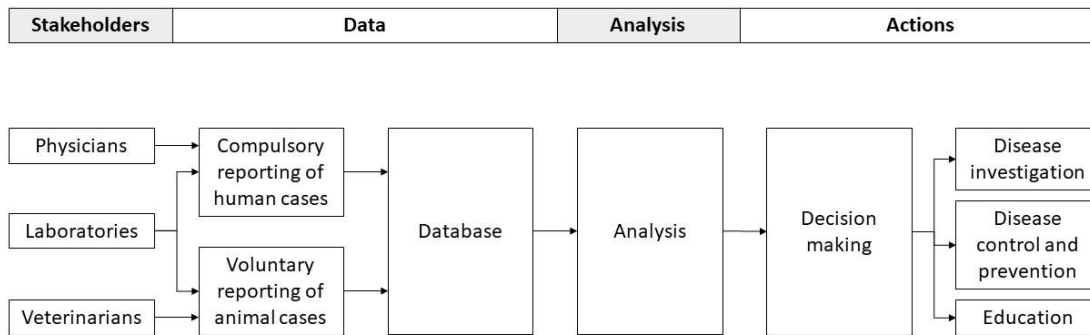 Stakeholders
Data
Analysis
Actions
Physicians
Laboratories
Veterinarians
Compulsory
reporting of
human cases
Voluntary
reporting of
animal cases
Database
Analysis
Decision
making
Disease
investigation
Disease
control and
prevention
Education